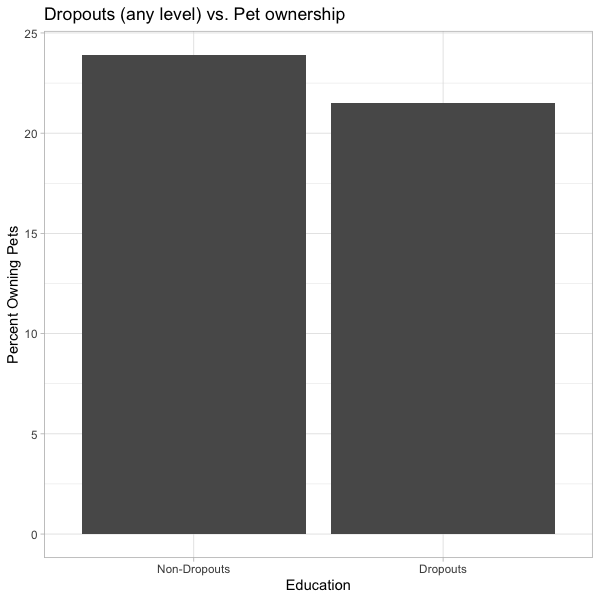 Dropouts (any level) vs. Pet ownership
25
20
15
10
5
0
Percent Owning Pets
Non-Dropouts
Dropouts
Education